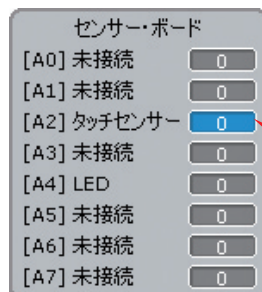 センサー・ボード
[A0] 未接続 0
[A1] 未接続 0
[A2] タッチセンサー 0
[A3] 未接続 0
[A4] LED 0
[A5] 未接続 0
[A6] 未接続 0
[A7] 未接続 0